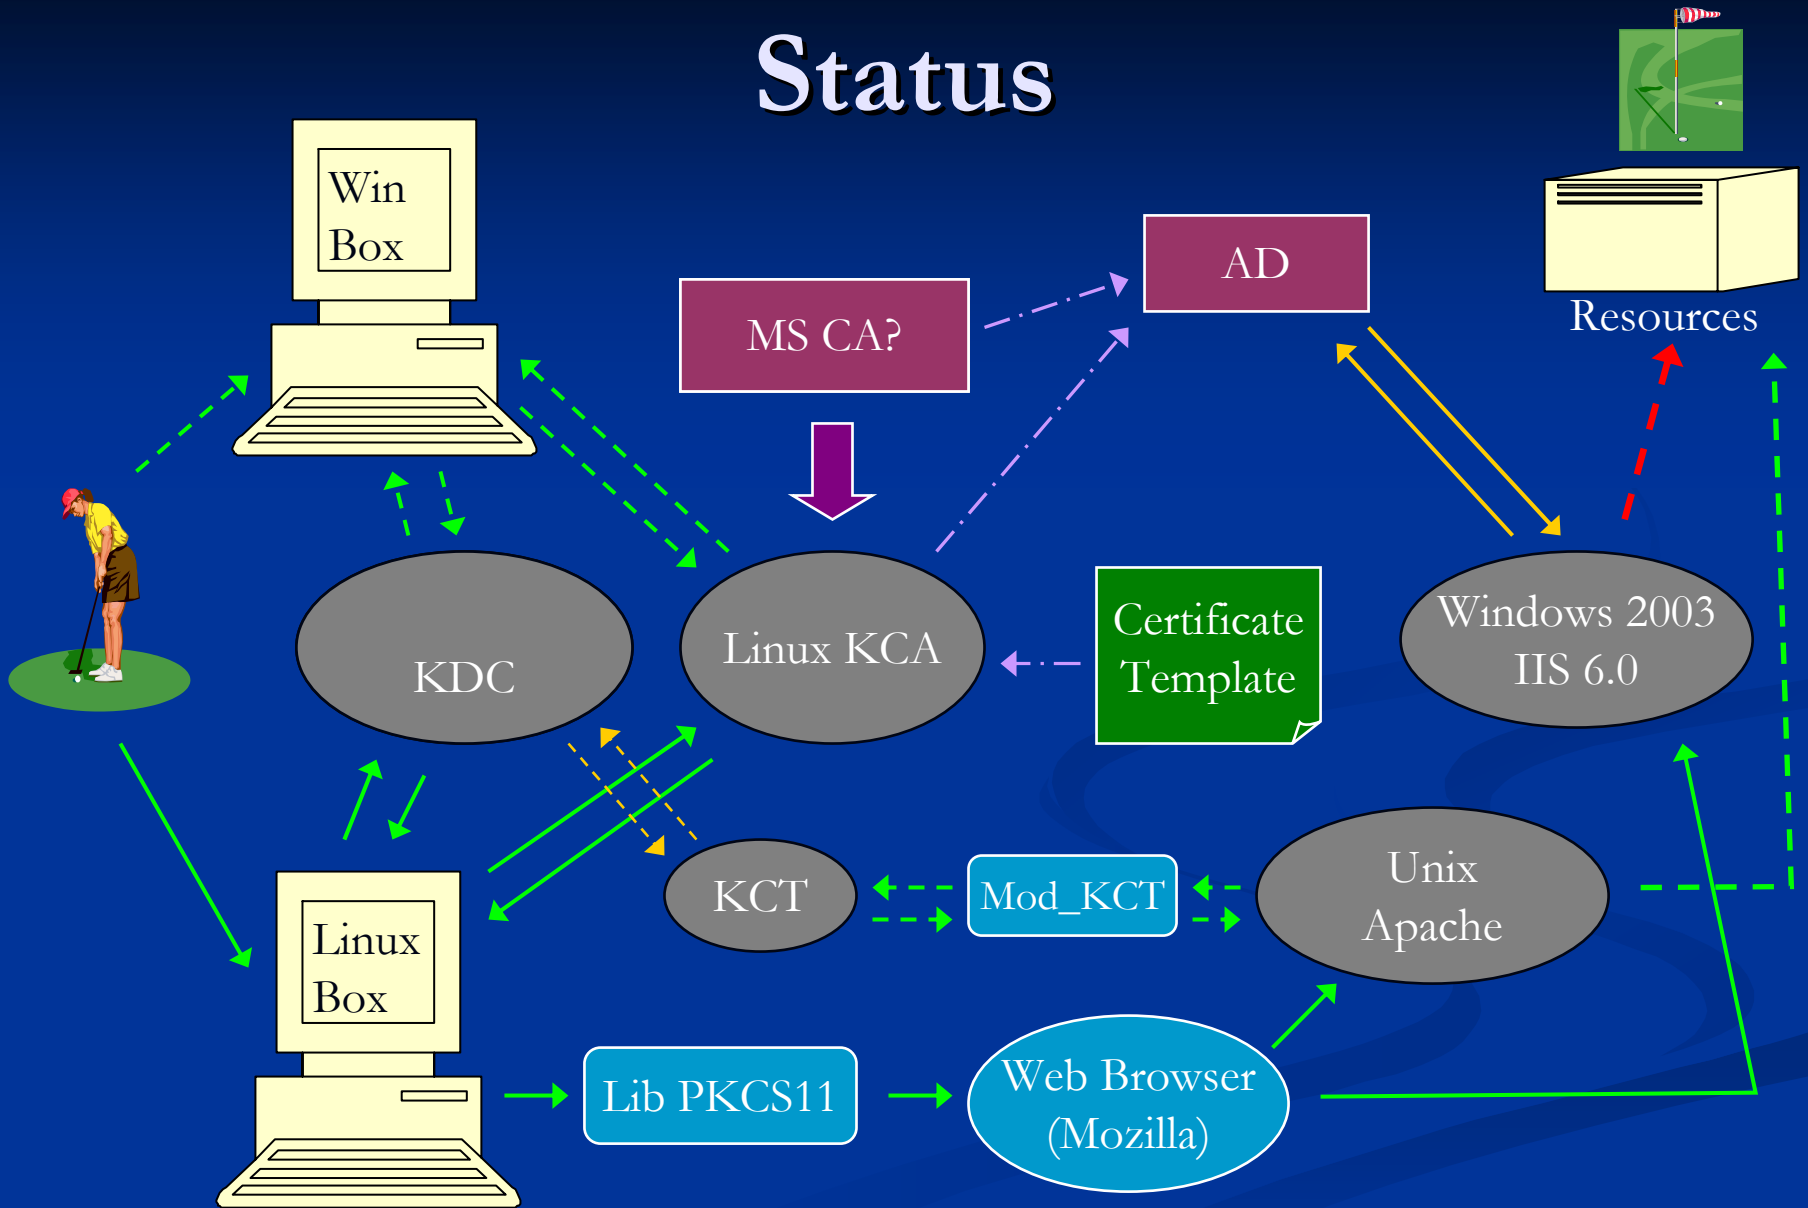 Status
Win
Box
MS CA?
AD
Resources
KDC
Linux KCA
Certificate
Template
Windows 2003
IIS 6.0
KCT
Mod_KCT
Unix
Apache
Linux
Box
Lib PKCS11
Web Browser
(Mozilla)